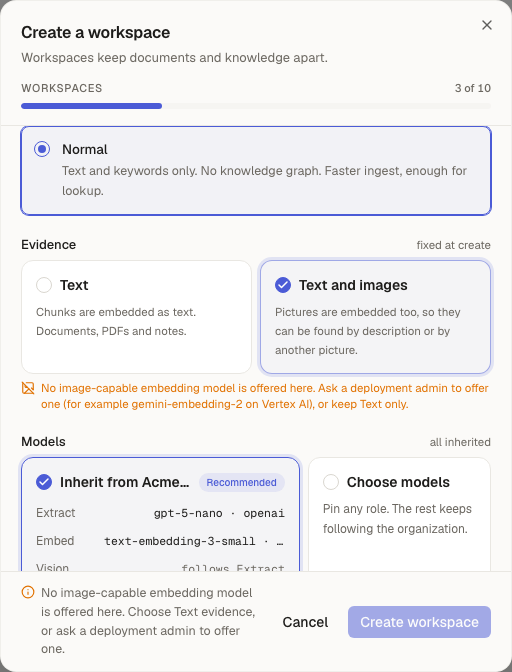 Create a workspace
Workspaces keep documents and knowledge apart.
WORKSPACES
3 of 10
Normal
Text and keywords only. No knowledge graph. Faster ingest, enough for
lookup.
Evidence
fixed at create
Text
Chunks are embedded as text.
Documents, PDFs and notes.
Text and images
Pictures are embedded too, so they
can be found by description or by
another picture.
No image-capable embedding model is offered here. Ask a deployment admin to offer
one (for example gemini-embedding-2 on Vertex AI), or keep Text only.
Models
all inherited
Inherit from Acme…
Recommended
Extract
gpt-5-nano · openai
Embed
text-embedding-3-small · …
Vision
follows Extract
Choose models
Pin any role. The rest keeps
following the organization.
No image-capable embedding model
is offered here. Choose Text evidence,
or ask a deployment admin to offer
one.
Cancel
Create workspace